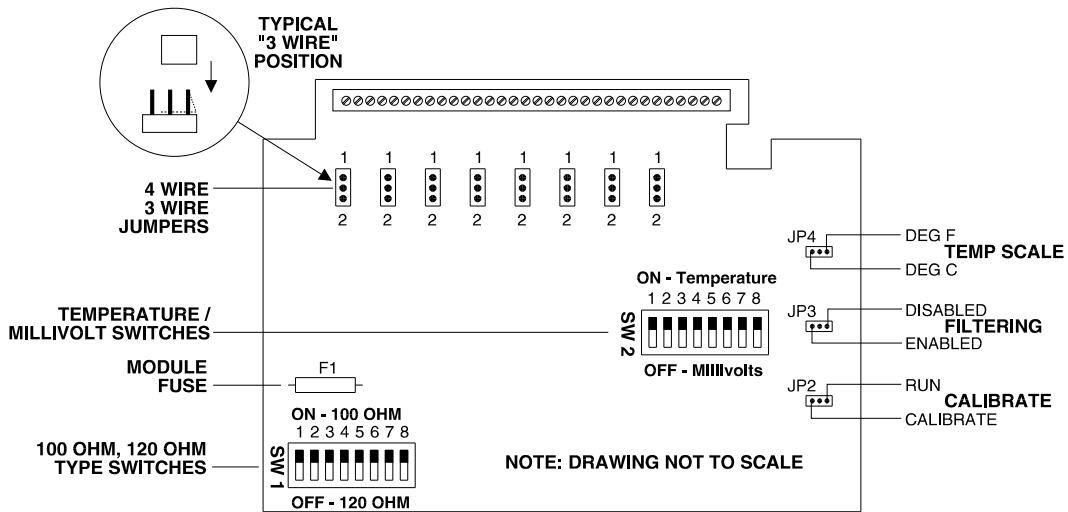 TYPICAL
"3 WIRE"
POSITION
1 1 1 1 1 1 1 1
4 WIRE
3 WIRE
JUMPERS
2 2 2 2 2 2 2 2
JP4
DEG F
TEMP SCALE
DEG C
ON - Temperature
1 2 3 4 5 6 7 8
SW 2
OFF - Millivolts
TEMPERATURE /
MILLIVOLT SWITCHES
JP3
DISABLED
FILTERING
ENABLED
MODULE
FUSE
F1
JP2
RUN
CALIBRATE
CALIBRATE
ON - 100 OHM
1 2 3 4 5 6 7 8
SW 1
OFF - 120 OHM
100 OHM, 120 OHM
TYPE SWITCHES
NOTE: DRAWING NOT TO SCALE